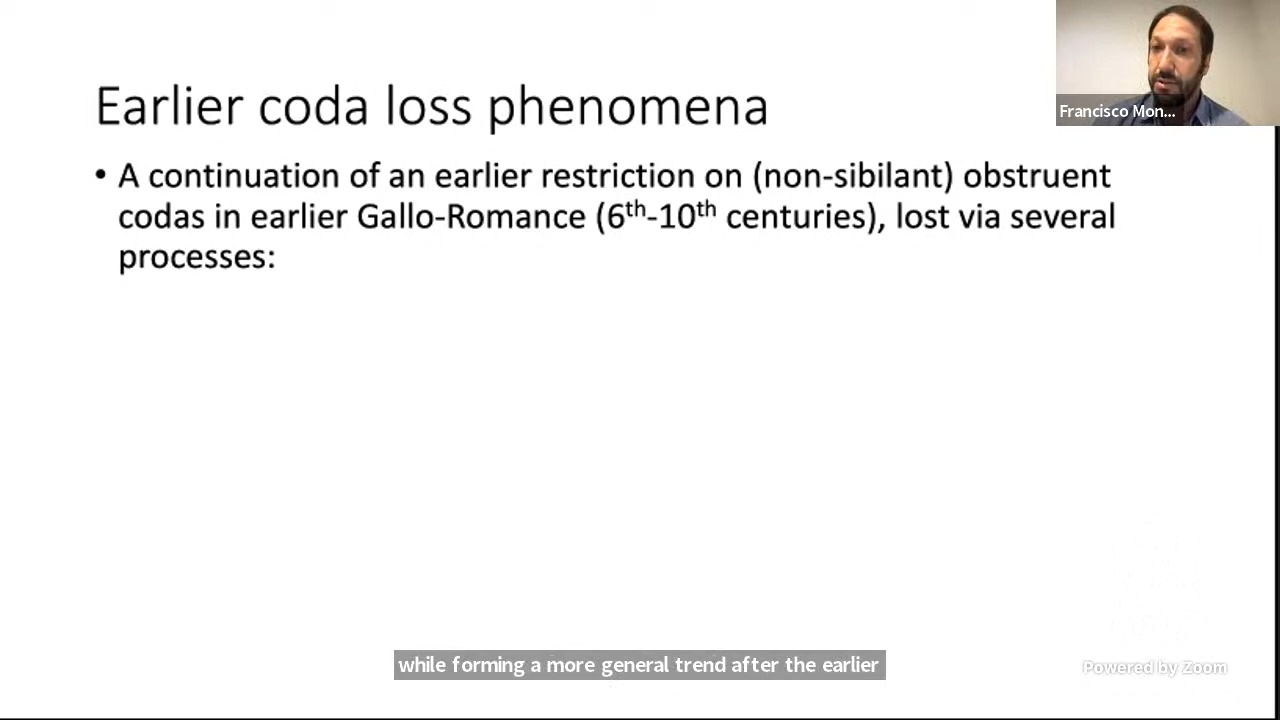 Earlier coda loss phenomena
Francisco Mon...
• A continuation of an earlier restriction on (non-sibilant) obstruent
codas in earlier Gallo-Romance (6th-10th centuries), lost via several
processes:
while forming a more general trend after the earlier
Powered by Zoom